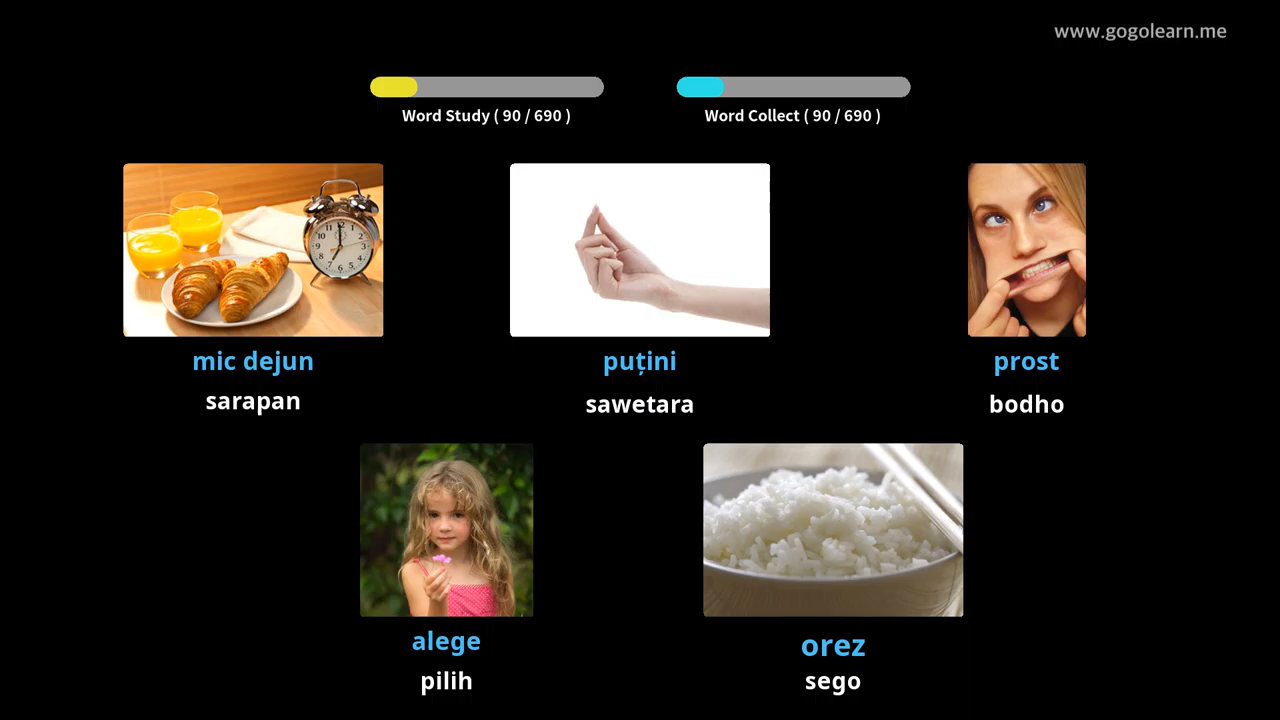 www.gogolearn.me
Word Study ( 90 / 690 )
Word Collect ( 90 / 690 )
mic dejun
sarapan
puțini
sawetara
prost
bodho
alege
pilih
orez
sego